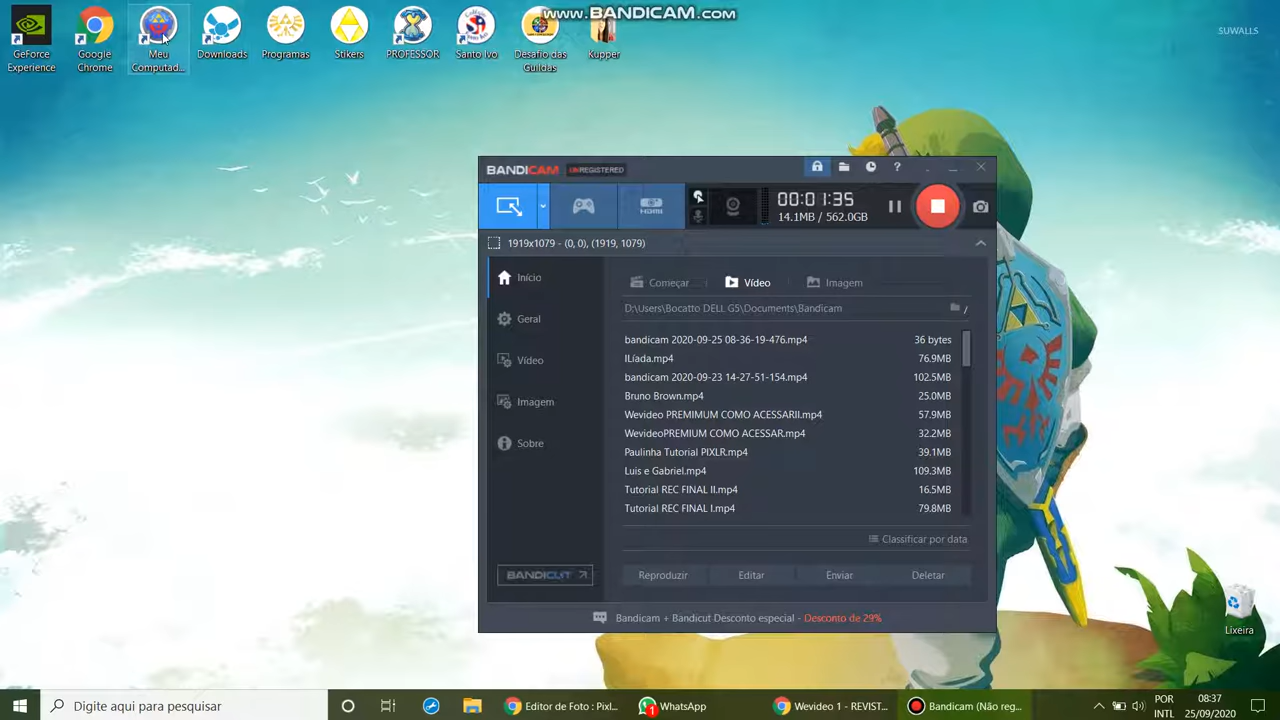 www.BANDICAM.com
SUWALLS
GeForce Experience
Google Chrome
Meu Computad...
Downloads
Programas
Stikers
PROFESSOR
Santo Ivo
Desafio das Guildas
Kupper
BANDICAM UNREGISTERED
00:01:35
14.1MB / 562.0GB
HDMI
1919x1079 - (0, 0), (1919, 1079)
Início
Geral
Vídeo
Imagem
Sobre
Começar ...
Vídeo
Imagem
D:\Users\Bocatto DELL G5\Documents\Bandicam
bandicam 2020-09-25 08-36-19-476.mp4 36 bytes
ILíada.mp4 76.9MB
bandicam 2020-09-23 14-27-51-154.mp4 102.5MB
Bruno Brown.mp4 25.0MB
Wevideo PREMIMUM COMO ACESSARII.mp4 57.9MB
WevideoPREMIUM COMO ACESSAR.mp4 32.2MB
Paulinha Tutorial PIXLR.mp4 39.1MB
Luis e Gabriel.mp4 109.3MB
Tutorial REC FINAL II.mp4 16.5MB
Tutorial REC FINAL I.mp4 79.8MB
Classificar por data
BANDICUT
Reproduzir
Editar
Enviar
Deletar
Bandicam + Bandicut Desconto especial - Desconto de 29%
Lixeira
Digite aqui para pesquisar
Editor de Foto : Pixl...
1
WhatsApp
Wevideo 1 - REVIST...
Bandicam (Não reg...
POR
INTL
08:37
25/09/2020